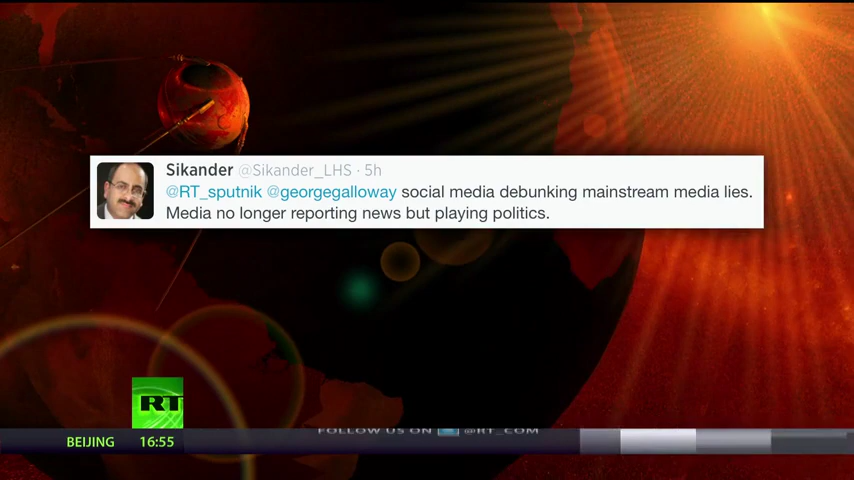 Sikander @Sikander_LHS · 5h
@RT_sputnik @georgegalloway social media debunking mainstream media lies.
Media no longer reporting news but playing politics.
RT
FOLLOW US ON @RT_COM
BEIJING 16:55